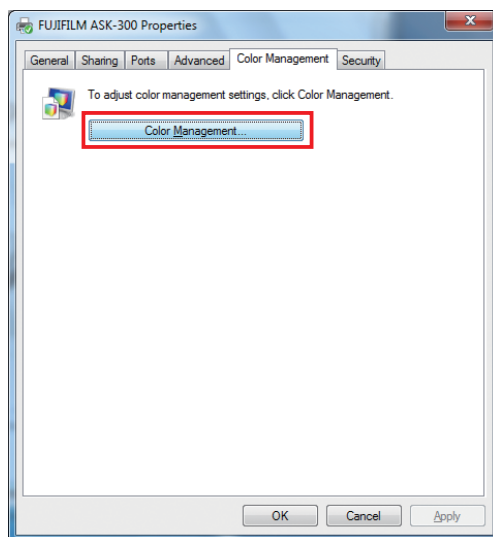 FUJIFILM ASK-300 Properties
General Sharing Ports Advanced Color Management Security
To adjust color management settings, click Color Management.
Color Management...
OK Cancel Apply